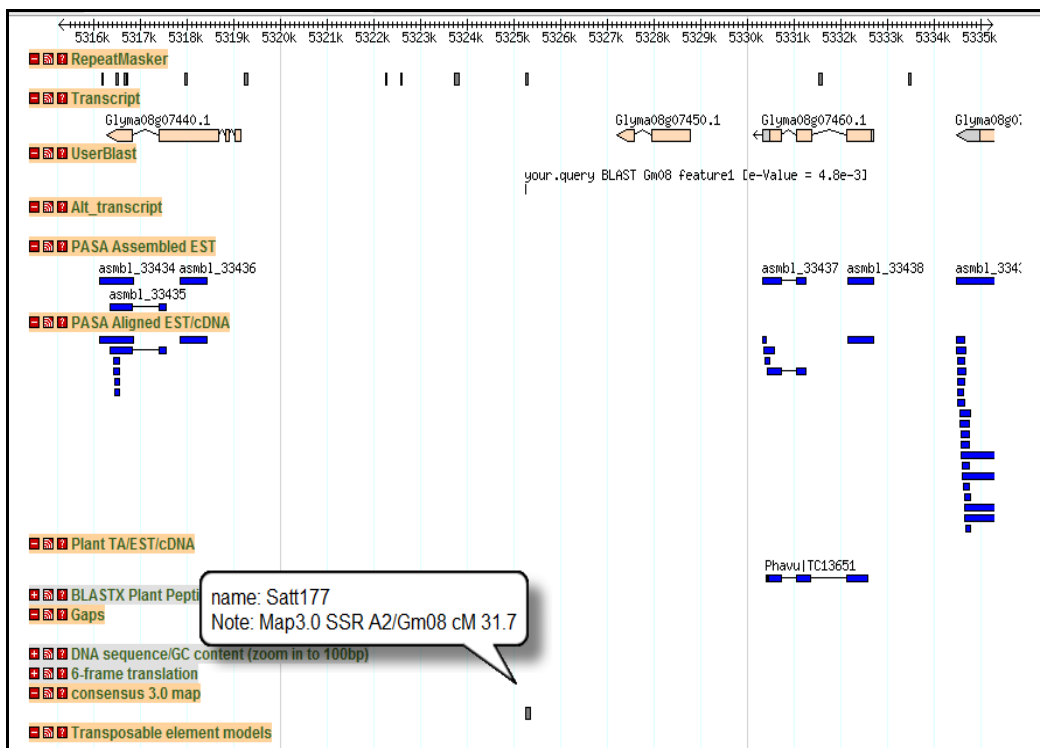 5316k 5317k 5318k 5319k 5320k 5321k 5322k 5323k 5324k 5325k 5326k 5327k 5328k 5329k 5330k 5331k 5332k 5333k 5334k 5335k
RepeatMasker
Transcript
Glyma08g07440.1 Glyma08g07450.1 Glyma08g07460.1 Glyma08g07
UserBlast
your.query BLAST Gm08 feature1 [e-Value = 4.8e-3]
Alt_transcript
PASA Assembled EST
asmbl_33434 asmbl_33436 asmbl_33437 asmbl_33438 asmbl_334
asmbl_33435
PASA Aligned EST/cDNA
Plant TA/EST/cDNA
Phavu|TC13651
BLASTX Plant Pepti
name: Satt177
Note: Map3.0 SSR A2/Gm08 cM 31.7
Gaps
DNA sequence/GC content (zoom in to 100bp)
6-frame translation
consensus 3.0 map
Transposable element models